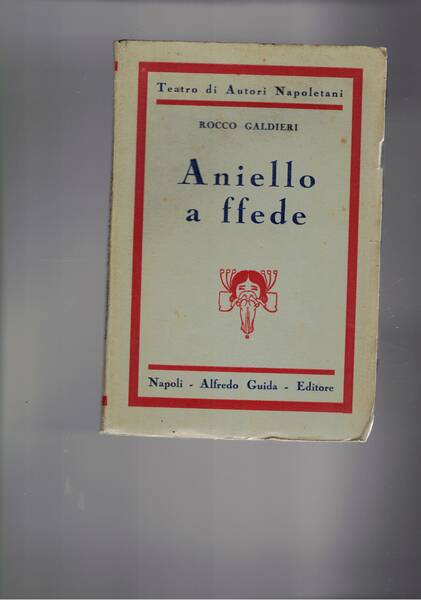 Teatro di Autori Napoletani
ROCCO GALDIERI
Aniello
a ffede
Napoli - Alfredo Guida - Editore